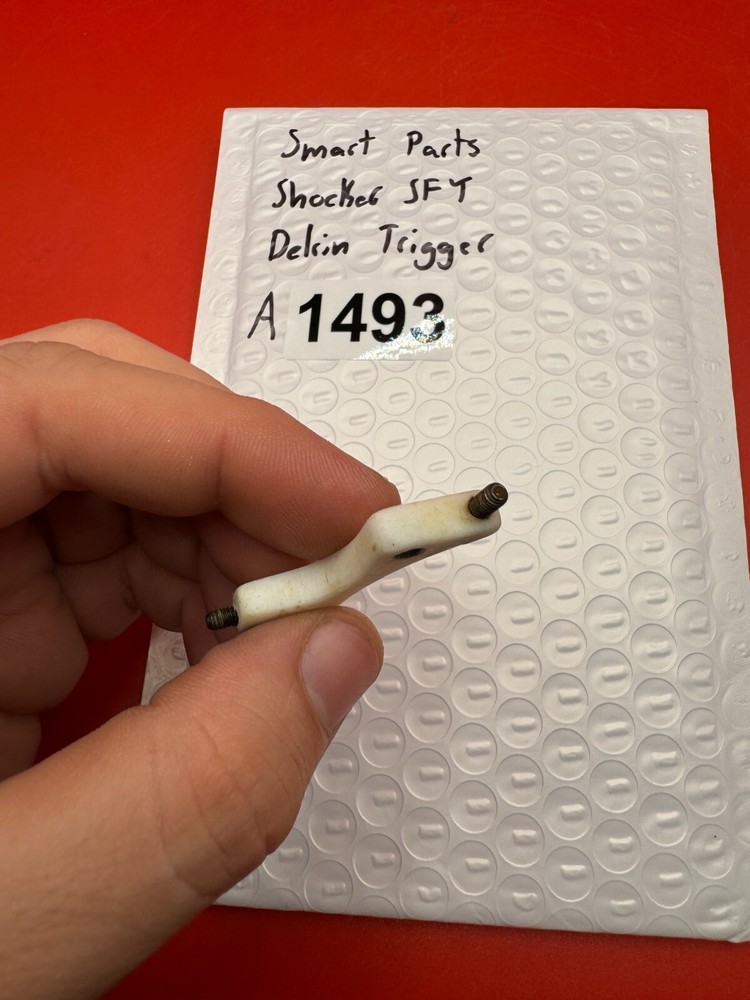 Smart Parts
Shocker SFT
Delrin Trigger
A 1493